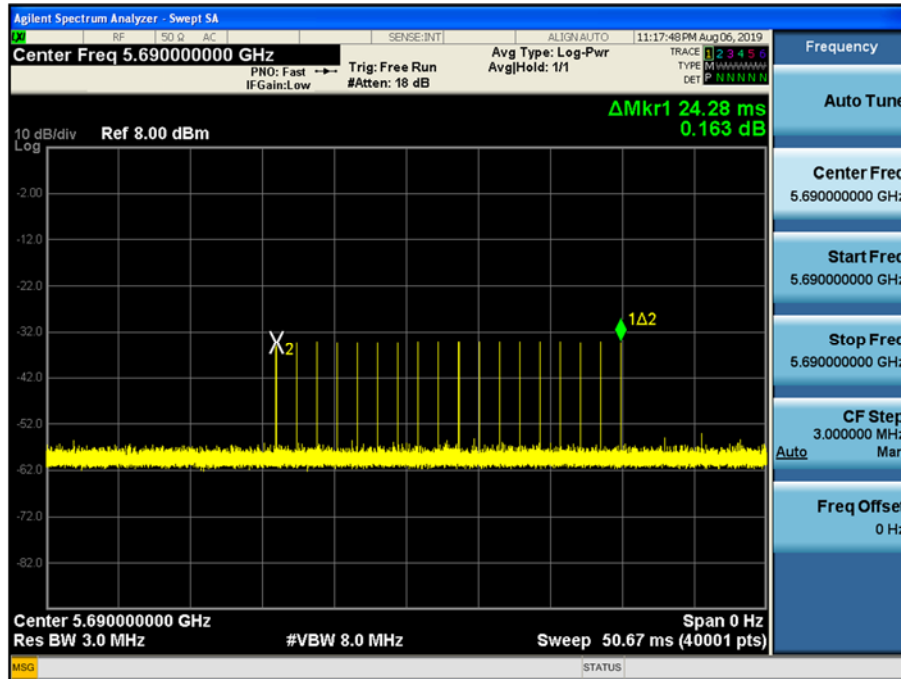 Agilent Spectrum Analyzer - Swept SA
LXI RF 50 Ω AC SENSE:INT ALIGN AUTO 11:17:48 PM Aug 06, 2019
Center Freq 5.690000000 GHz
PNO: Fast
IFGain:Low
Trig: Free Run
#Atten: 18 dB
Avg Type: Log-Pwr
Avg|Hold: 1/1
TRACE 1 2 3 4 5 6
TYPE M
DET P N N N N N
ΔMkr1 24.28 ms
0.163 dB
10 dB/div Ref 8.00 dBm
Log
-2.00
-12.0
-22.0
-32.0
-42.0
-52.0
-62.0
-72.0
-82.0
2
1Δ2
Center 5.690000000 GHz Span 0 Hz
Res BW 3.0 MHz #VBW 8.0 MHz Sweep 50.67 ms (40001 pts)
MSG STATUS
Frequency
Auto Tune
Center Freq
5.690000000 GHz
Start Freq
5.690000000 GHz
Stop Freq
5.690000000 GHz
CF Step
3.000000 MHz
Auto Man
Freq Offset
0 Hz